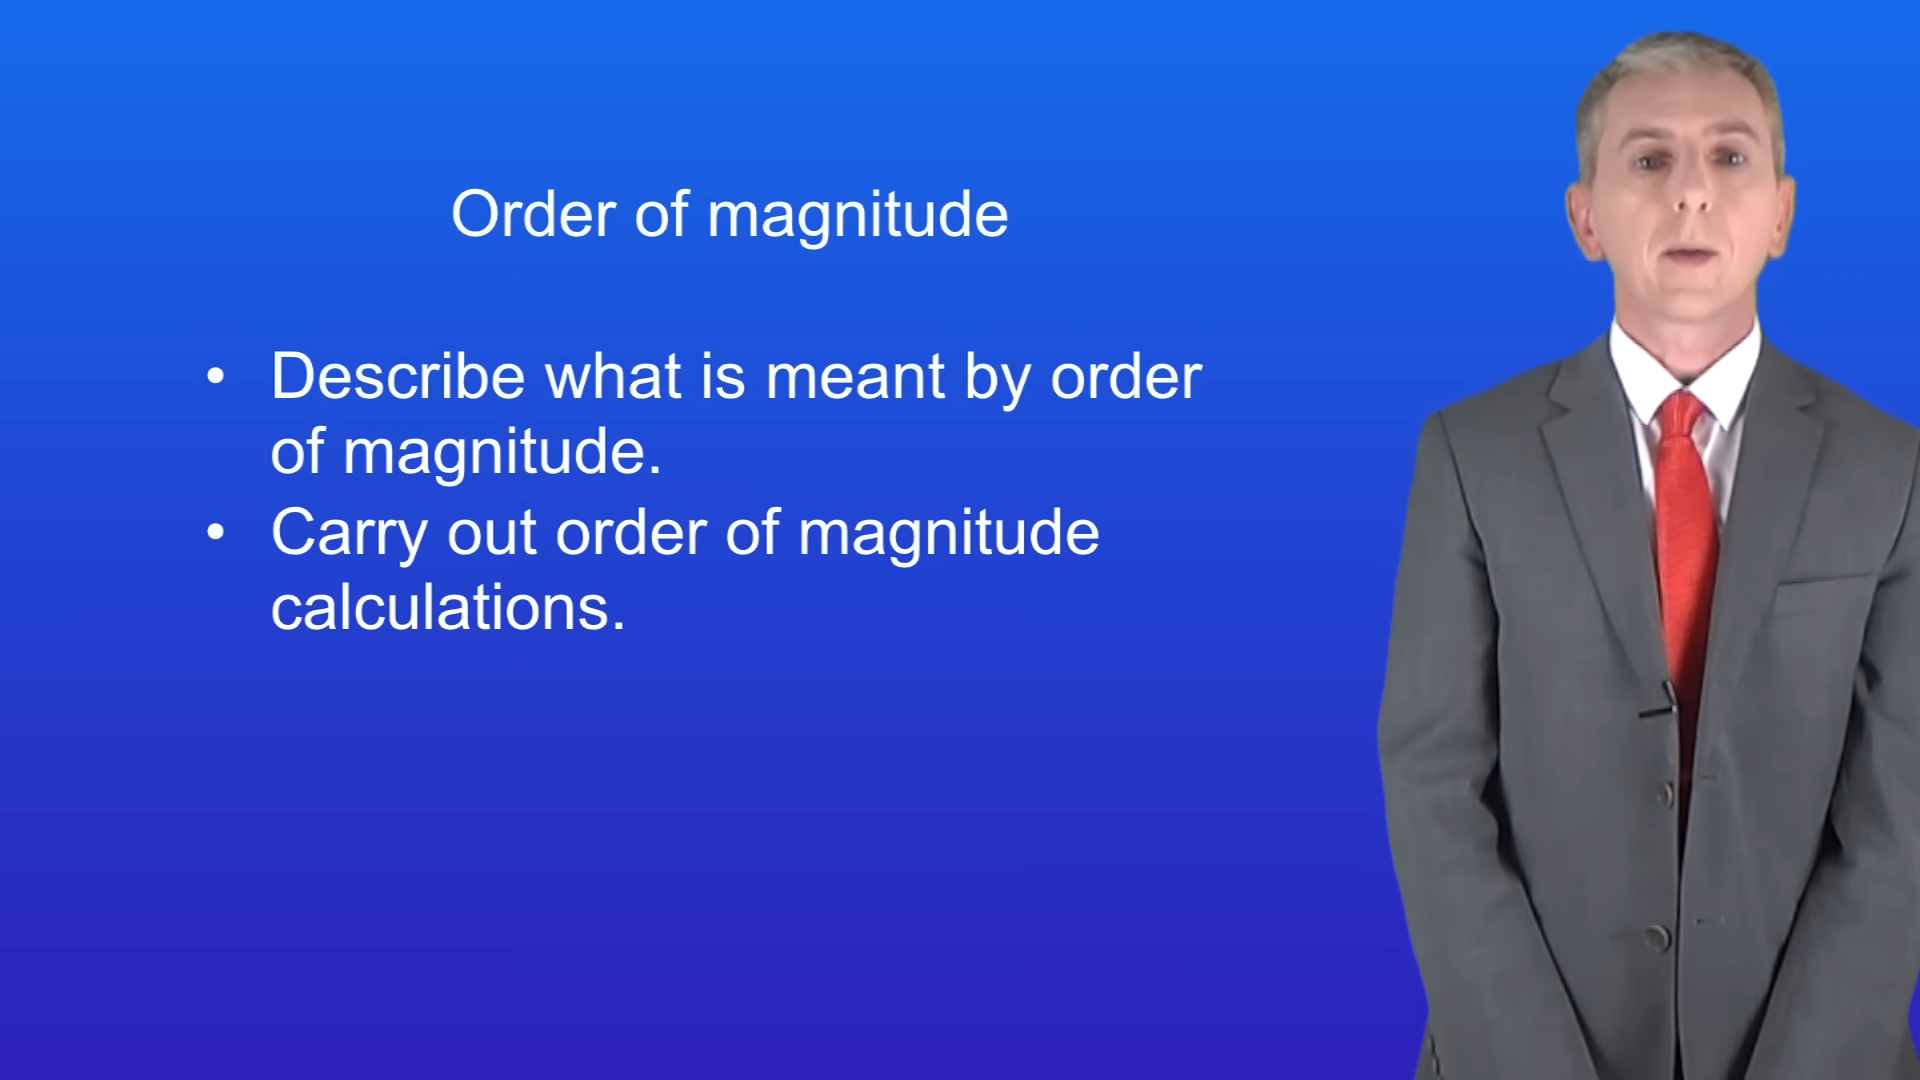 Order of magnitude
• Describe what is meant by order
of magnitude.
• Carry out order of magnitude
calculations.